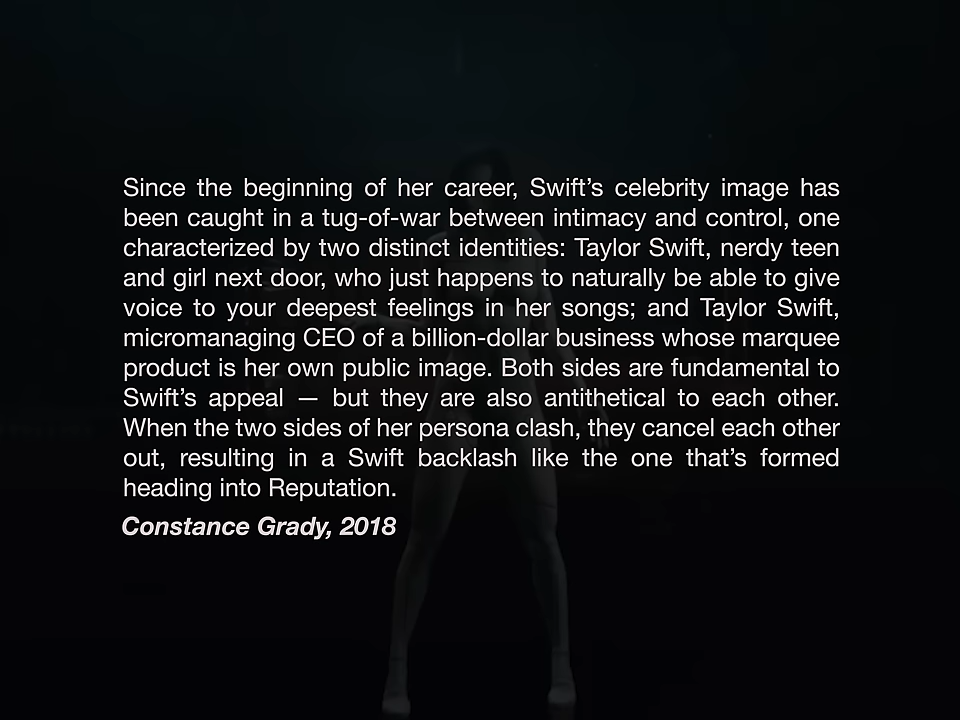 Since the beginning of her career, Swift’s celebrity image has
been caught in a tug-of-war between intimacy and control, one
characterized by two distinct identities: Taylor Swift, nerdy teen
and girl next door, who just happens to naturally be able to give
voice to your deepest feelings in her songs; and Taylor Swift,
micromanaging CEO of a billion-dollar business whose marquee
product is her own public image. Both sides are fundamental to
Swift’s appeal — but they are also antithetical to each other.
When the two sides of her persona clash, they cancel each other
out, resulting in a Swift backlash like the one that’s formed
heading into Reputation.
Constance Grady, 2018